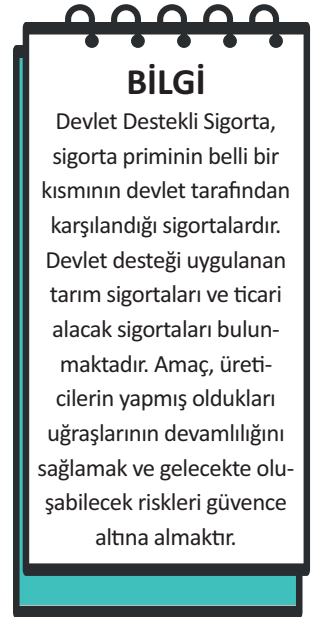 BİLGİ
Devlet Destekli Sigorta,
sigorta priminin belli bir
kısmının devlet tarafından
karşılandığı sigortalardır.
Devlet desteği uygulanan
tarım sigortaları ve ticari
alacak sigortaları bulun-
maktadır. Amaç, üreti-
cilerin yapmış oldukları
uğraşlarının devamlılığını
sağlamak ve gelecekte olu-
şabilecek riskleri güvence
altına almaktır.